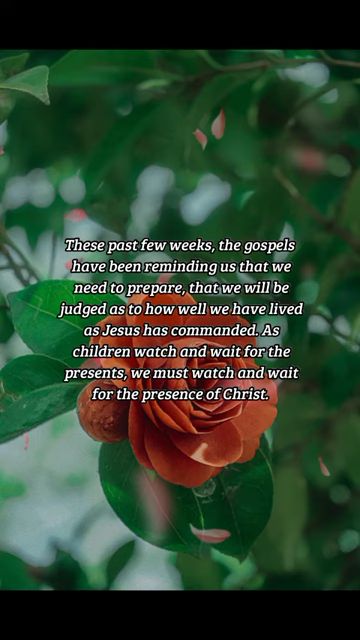 These past few weeks, the gospels
have been reminding us that we
need to prepare, that we will be
judged as to how well we have lived
as Jesus has commanded. As
children watch and wait for the
presents, we must watch and wait
for the presence of Christ.